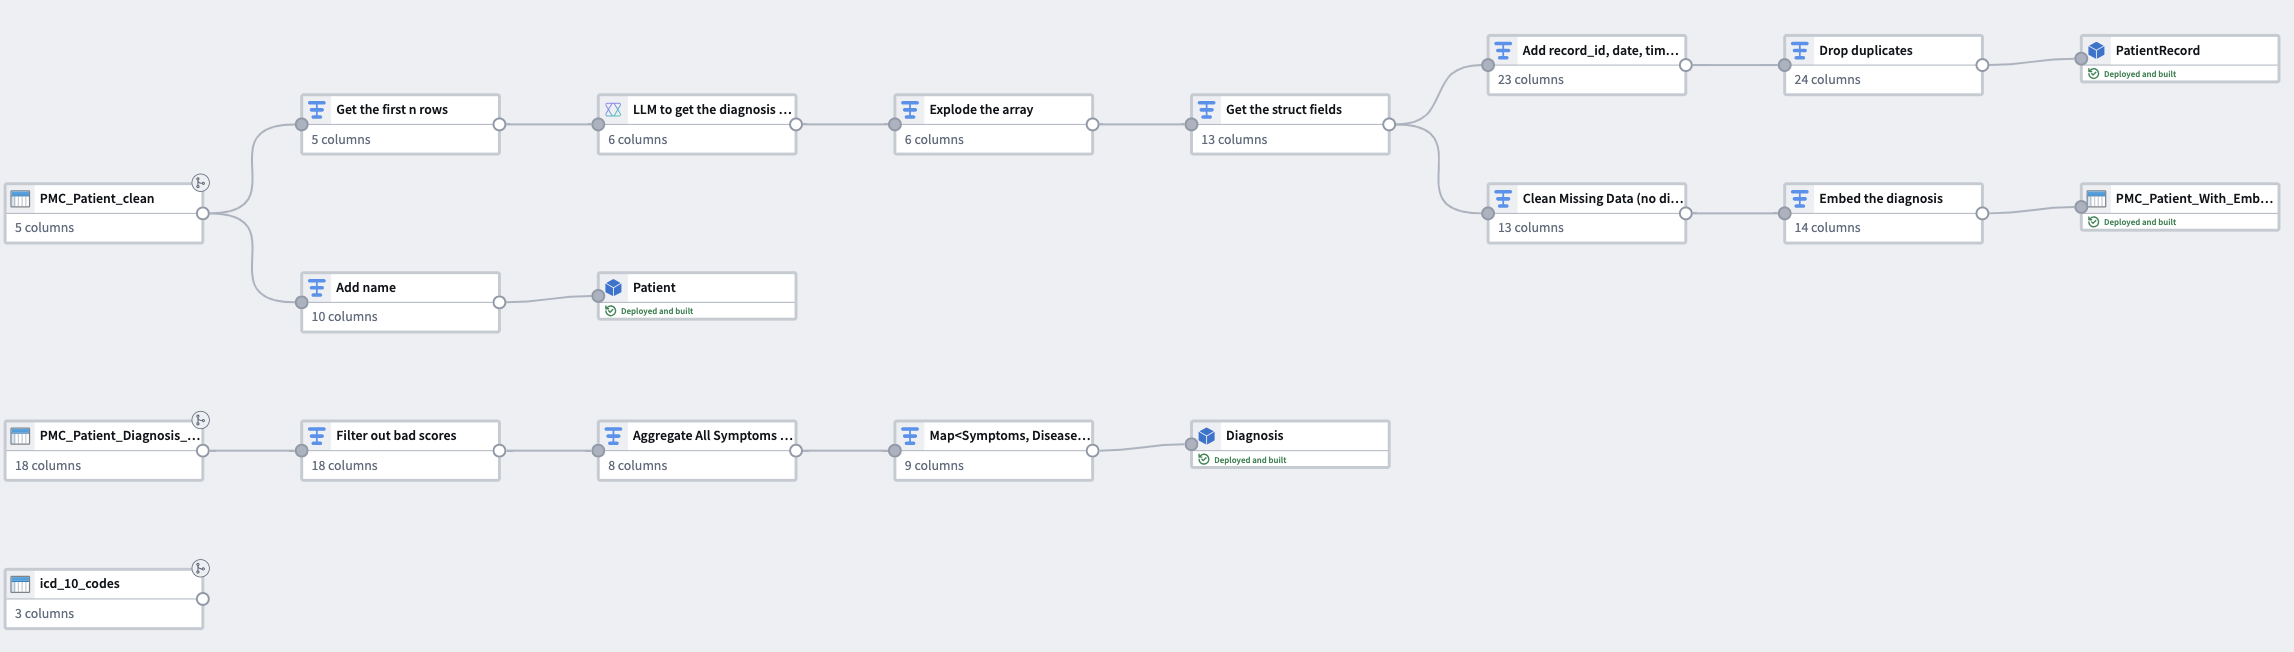 Add record_id, date, tim...
23 columns
Drop duplicates
24 columns
PatientRecord
Deployed and built
Get the first n rows
5 columns
LLM to get the diagnosis ...
6 columns
Explode the array
6 columns
Get the struct fields
13 columns
PMC_Patient_clean
5 columns
Clean Missing Data (no di...
13 columns
Embed the diagnosis
14 columns
PMC_Patient_With_Emb...
Deployed and built
Add name
10 columns
Patient
Deployed and built
PMC_Patient_Diagnosis_...
18 columns
Filter out bad scores
18 columns
Aggregate All Symptoms ...
8 columns
Map<Symptoms, Disease...
9 columns
Diagnosis
Deployed and built
icd_10_codes
3 columns